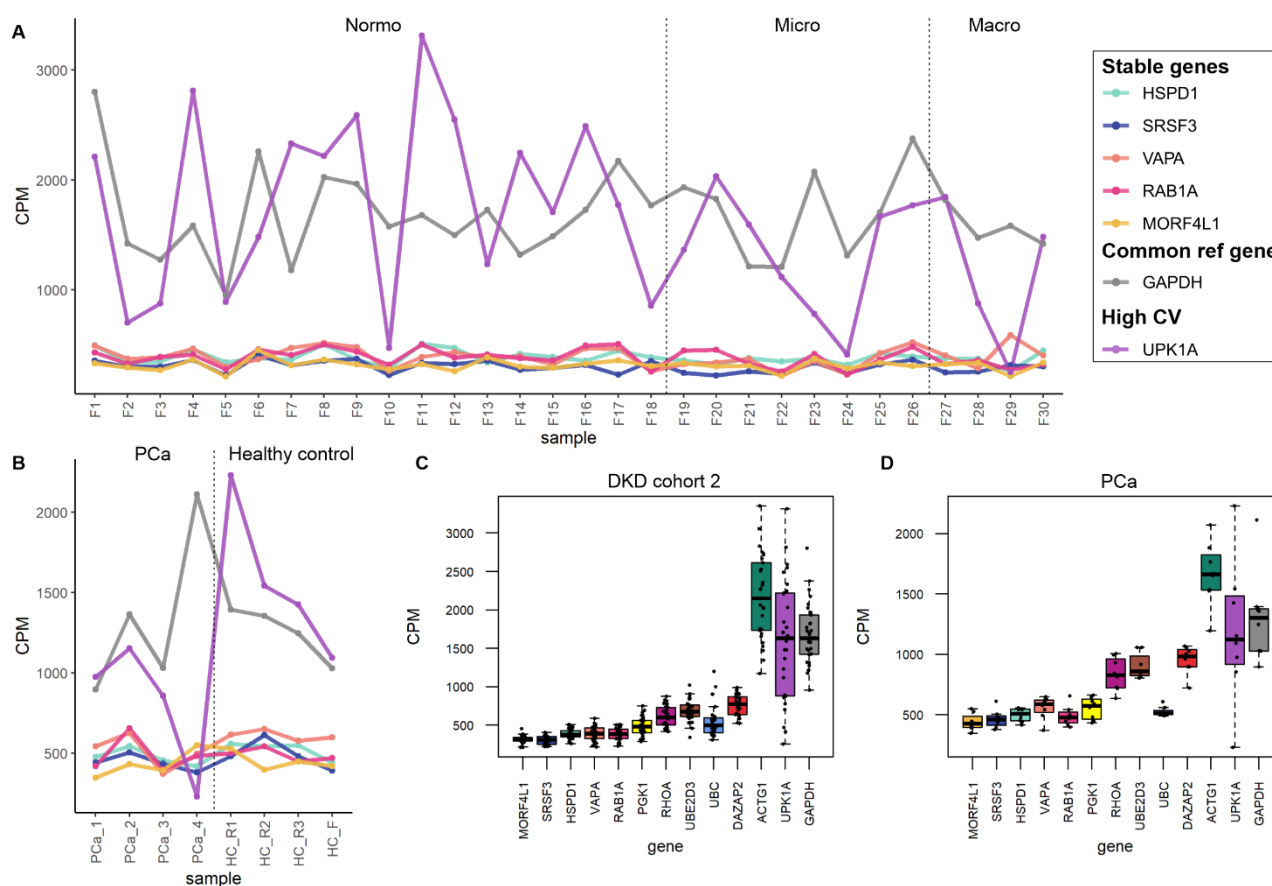 A
Normo
Micro
Macro
3000
2000
1000
CPM
F1 F2 F3 F4 F5 F6 F7 F8 F9 F10 F11 F12 F13 F14 F15 F16 F17 F18 F19 F20 F21 F22 F23 F24 F25 F26 F27 F28 F29 F30
sample
Stable genes
HSPD1
SRSF3
VAPA
RAB1A
MORF4L1
Common ref gene
GAPDH
High CV
UPK1A
B
PCa
Healthy control
2000
1500
1000
500
CPM
PCa_1 PCa_2 PCa_3 PCa_4 HC_R1 HC_R2 HC_R3 HC_F
sample
C
DKD cohort 2
3000
2500
2000
1500
1000
500
CPM
MORF4L1 SRSF3 HSPD1 VAPA RAB1A PGK1 RHOA UBE2D3 UBC DAZAP2 ACTG1 UPK1A GAPDH
gene
D
PCa
2000
1500
1000
500
CPM
MORF4L1 SRSF3 HSPD1 VAPA RAB1A PGK1 RHOA UBE2D3 UBC DAZAP2 ACTG1 UPK1A GAPDH
gene